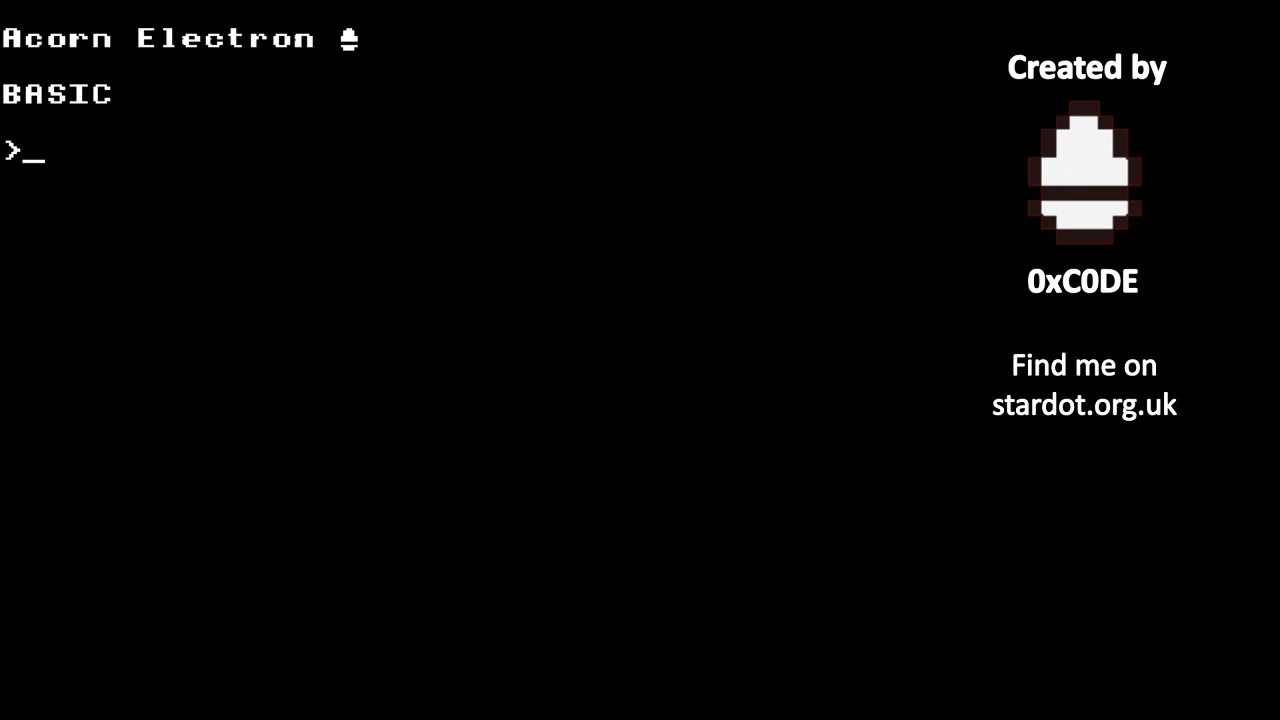 Acorn Electron
BASIC
>_
Created by
0xC0DE
Find me on
stardot.org.uk